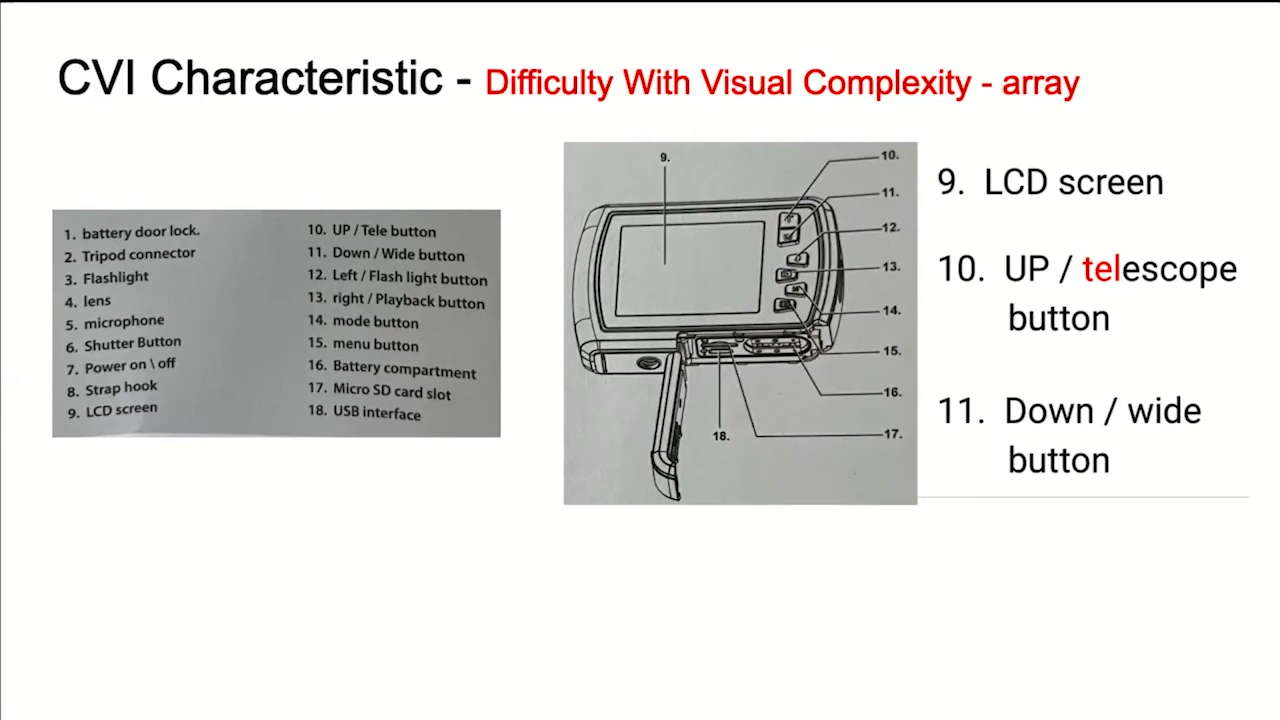 CVI Characteristic - Difficulty With Visual Complexity - array
1. battery door lock.
2. Tripod connector
3. Flashlight
4. lens
5. microphone
6. Shutter Button
7. Power on \ off
8. Strap hook
9. LCD screen
10. UP / Tele button
11. Down / Wide button
12. Left / Flash light button
13. right / Playback button
14. mode button
15. menu button
16. Battery compartment
17. Micro SD card slot
18. USB interface
9.
10.
11.
12.
13.
14.
15.
16.
17.
18.
9. LCD screen
10. UP / telescope
button
11. Down / wide
button